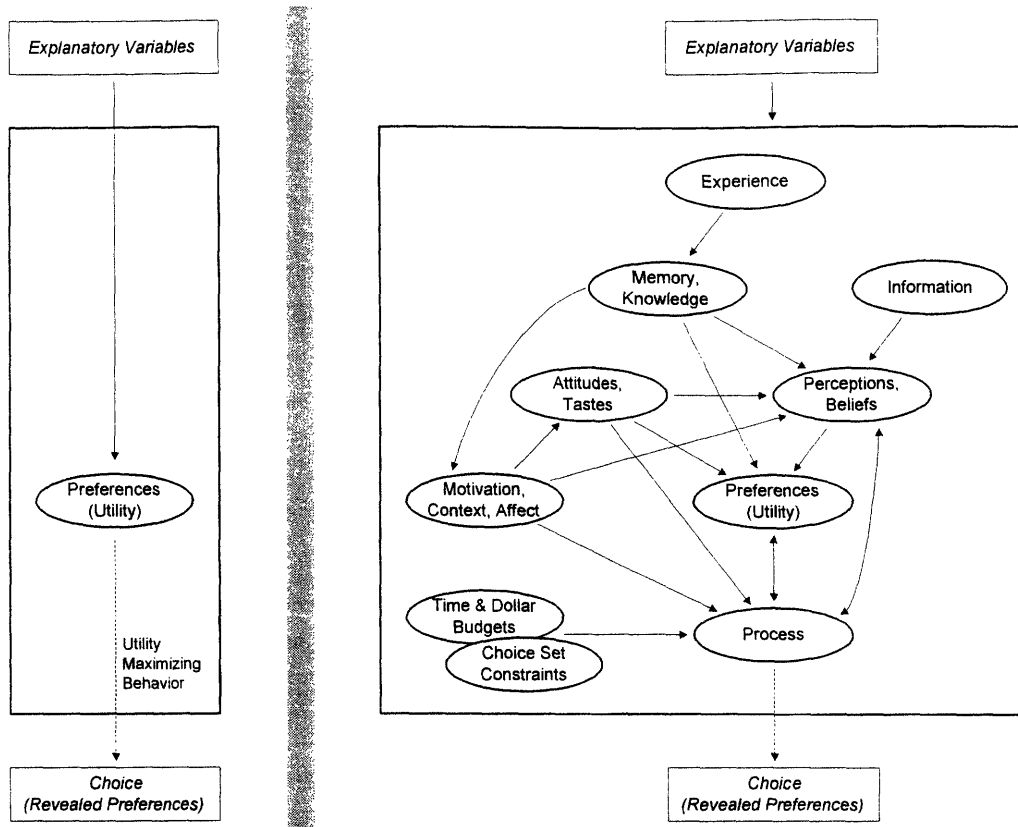 Explanatory Variables
Preferences
(Utility)
Utility
Maximizing
Behavior
Choice
(Revealed Preferences)
Explanatory Variables
Experience
Memory,
Knowledge
Information
Attitudes,
Tastes
Perceptions,
Beliefs
Motivation,
Context, Affect
Preferences
(Utility)
Time & Dollar
Budgets
Choice Set
Constraints
Process
Choice
(Revealed Preferences)